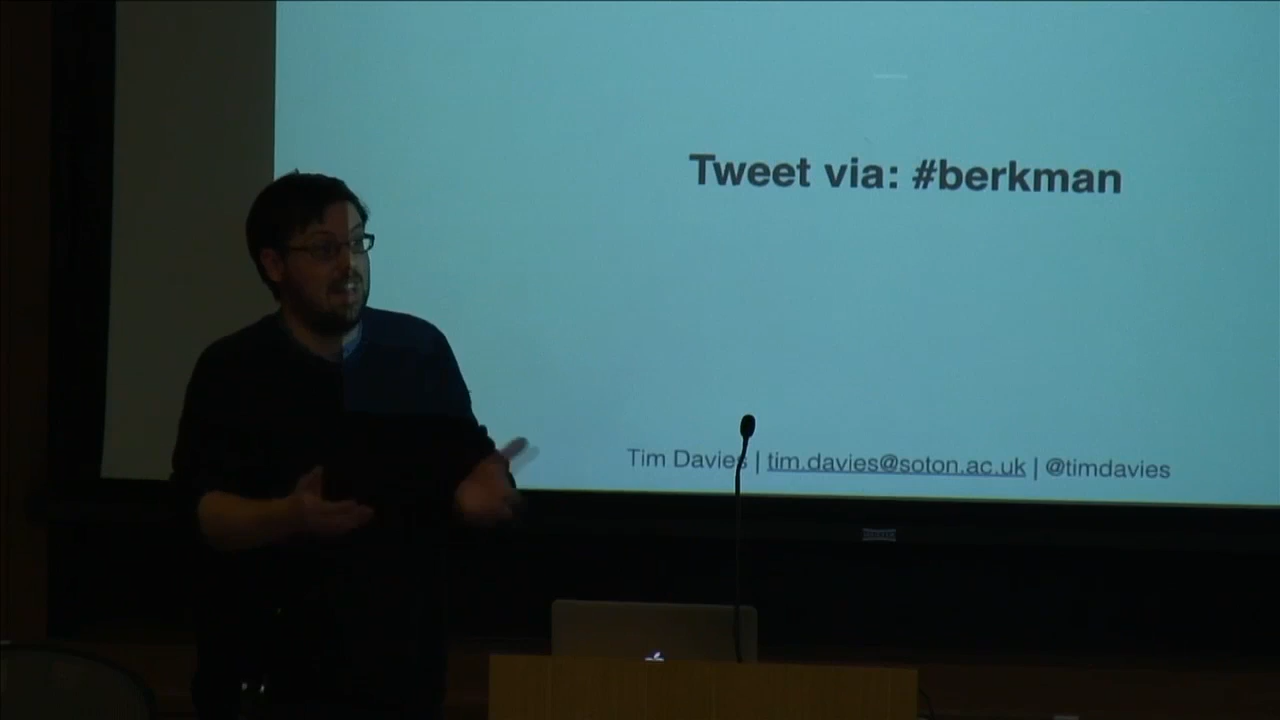 Tweet via: #berkman
Tim Davies | tim.davies@soton.ac.uk | @timdavies